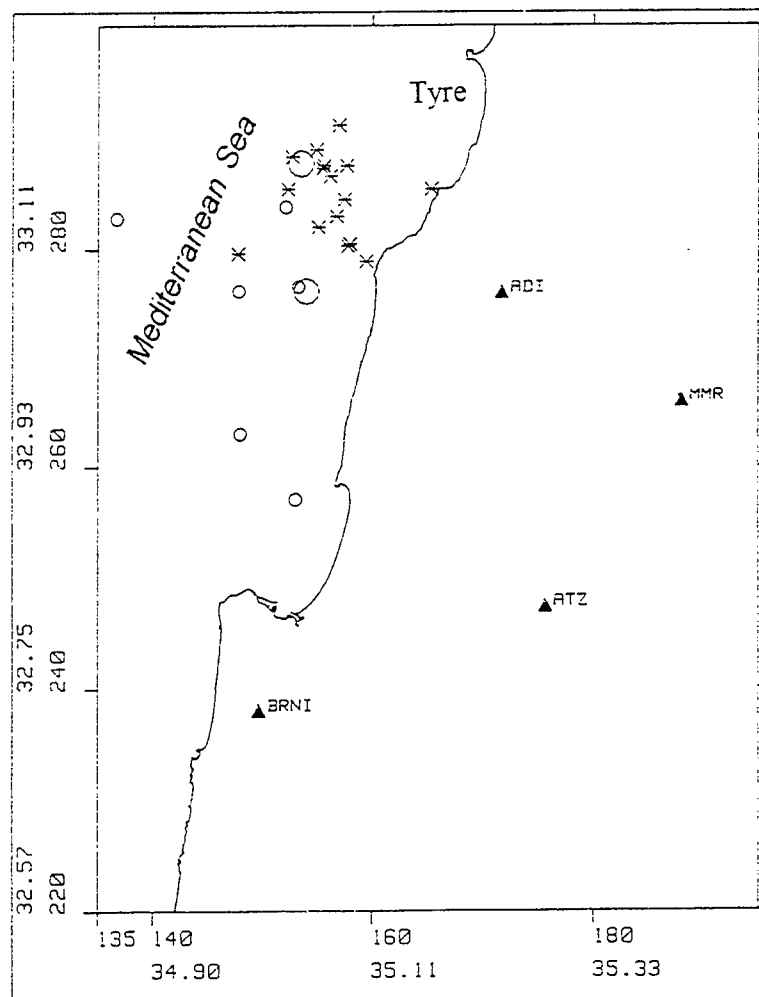 Tyre
Mediterranean Sea
33.11 280
ADI
MMR
32.93 260
ATZ
32.75 240
BRNI
32.57 220
135 140 160 180
34.90 35.11 35.33